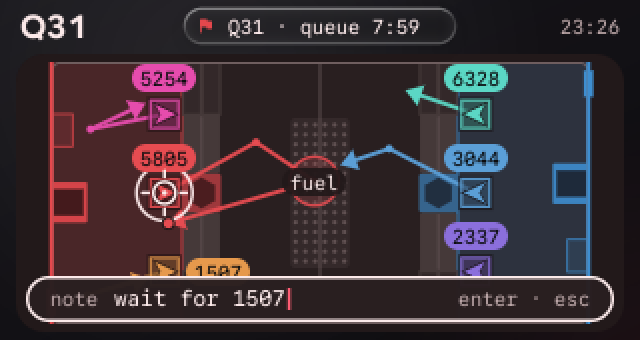 Q31
Q31 · queue 7:59
23:26
5254
6328
5805
3044
fuel
2337
1507
note wait for 1507
enter · esc